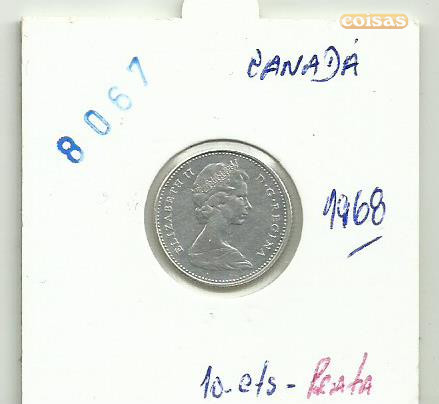 coisas
CANADÁ
8067
ELIZABETH II D·G·REGINA
1968
10-cts - Prata